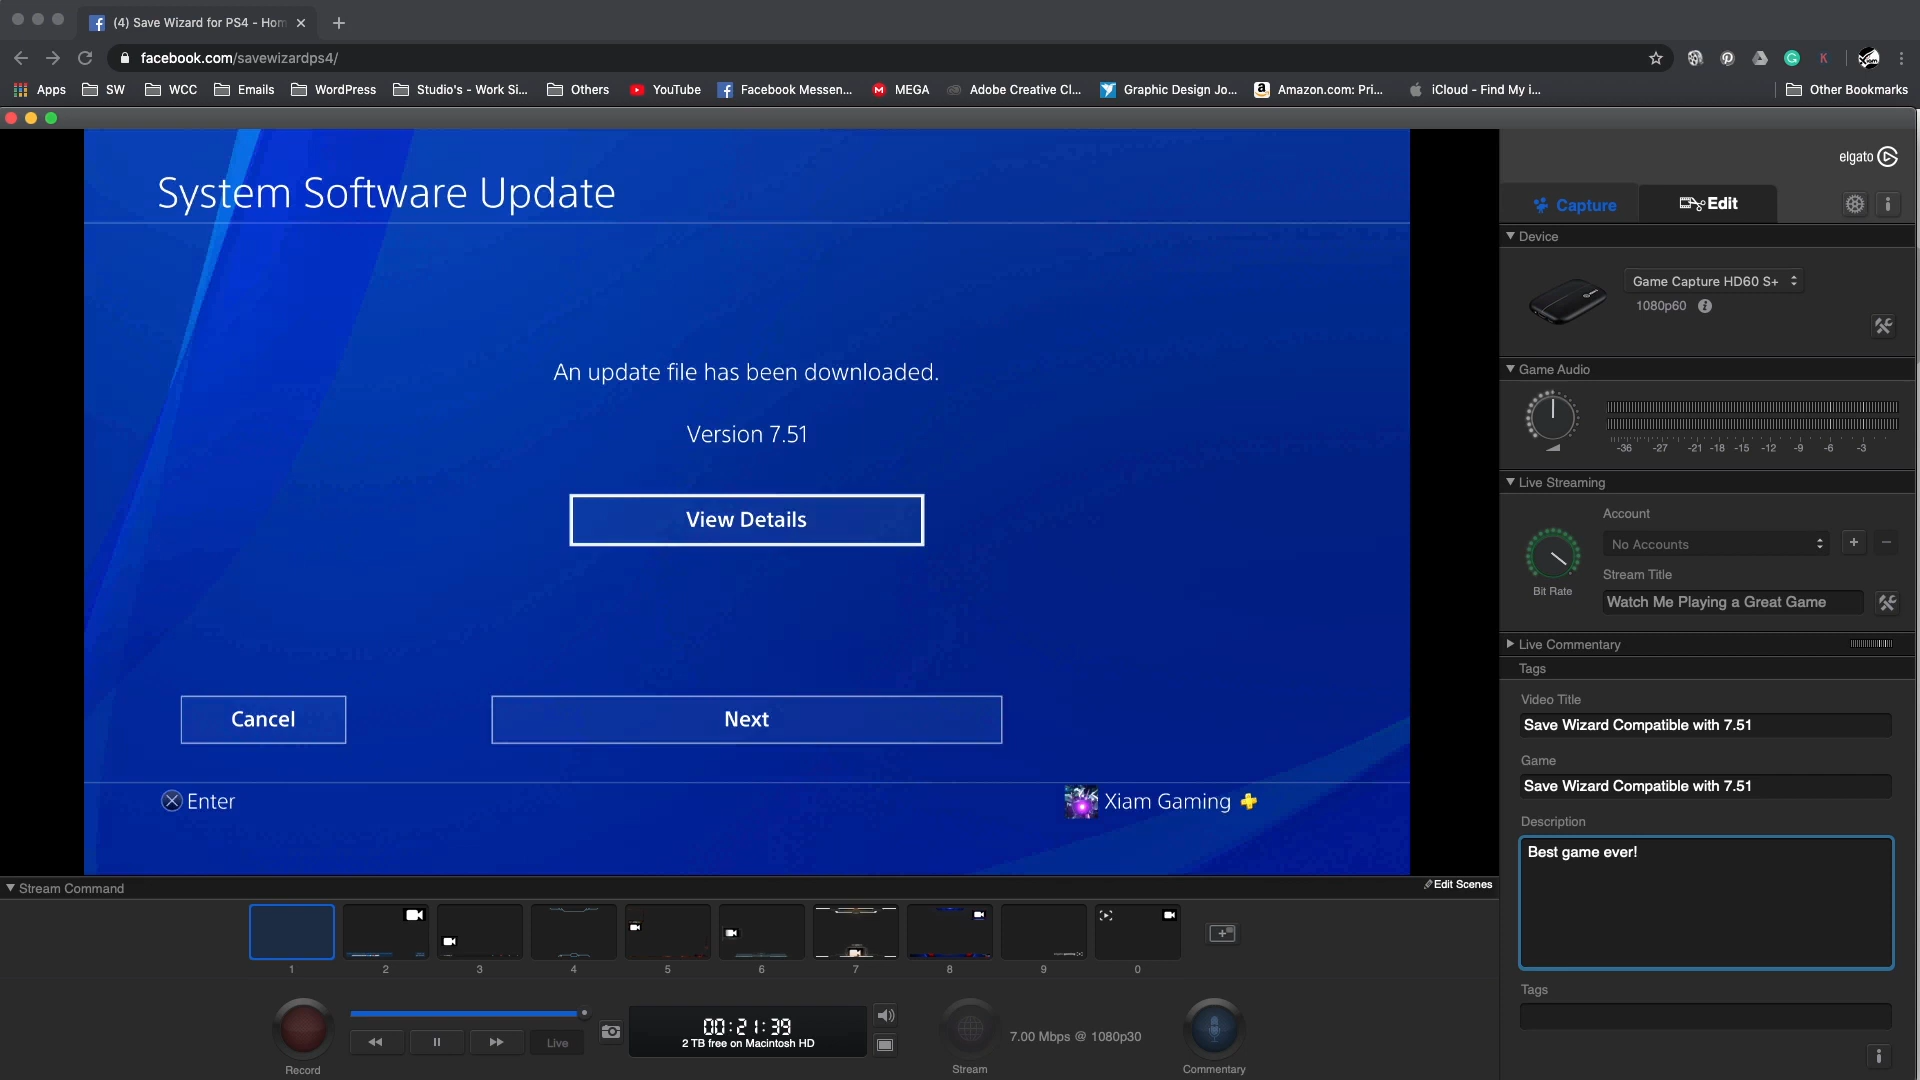 (4) Save Wizard for PS4 - Hom
facebook.com/savewizardps4/
Apps SW WCC Emails WordPress Studio's - Work Si... Others YouTube Facebook Messen... MEGA Adobe Creative Cl... Graphic Design Jo... Amazon.com: Pri... iCloud - Find My i... Other Bookmarks
elgato
Capture Edit
System Software Update
An update file has been downloaded.
Version 7.51
View Details
Cancel Next
Enter Xiam Gaming
Device
Game Capture HD60 S+
1080p60
Game Audio
-36 -27 -21 -18 -15 -12 -9 -6 -3
Live Streaming
Account
No Accounts
Stream Title
Bit Rate
Watch Me Playing a Great Game
Live Commentary
Tags
Video Title
Save Wizard Compatible with 7.51
Game
Save Wizard Compatible with 7.51
Description
Best game ever!
Tags
Stream Command Edit Scenes
1 2 3 4 5 6 7 8 9 0
00:21:39
2 TB free on Macintosh HD
Live
7.00 Mbps @ 1080p30
Record Stream Commentary